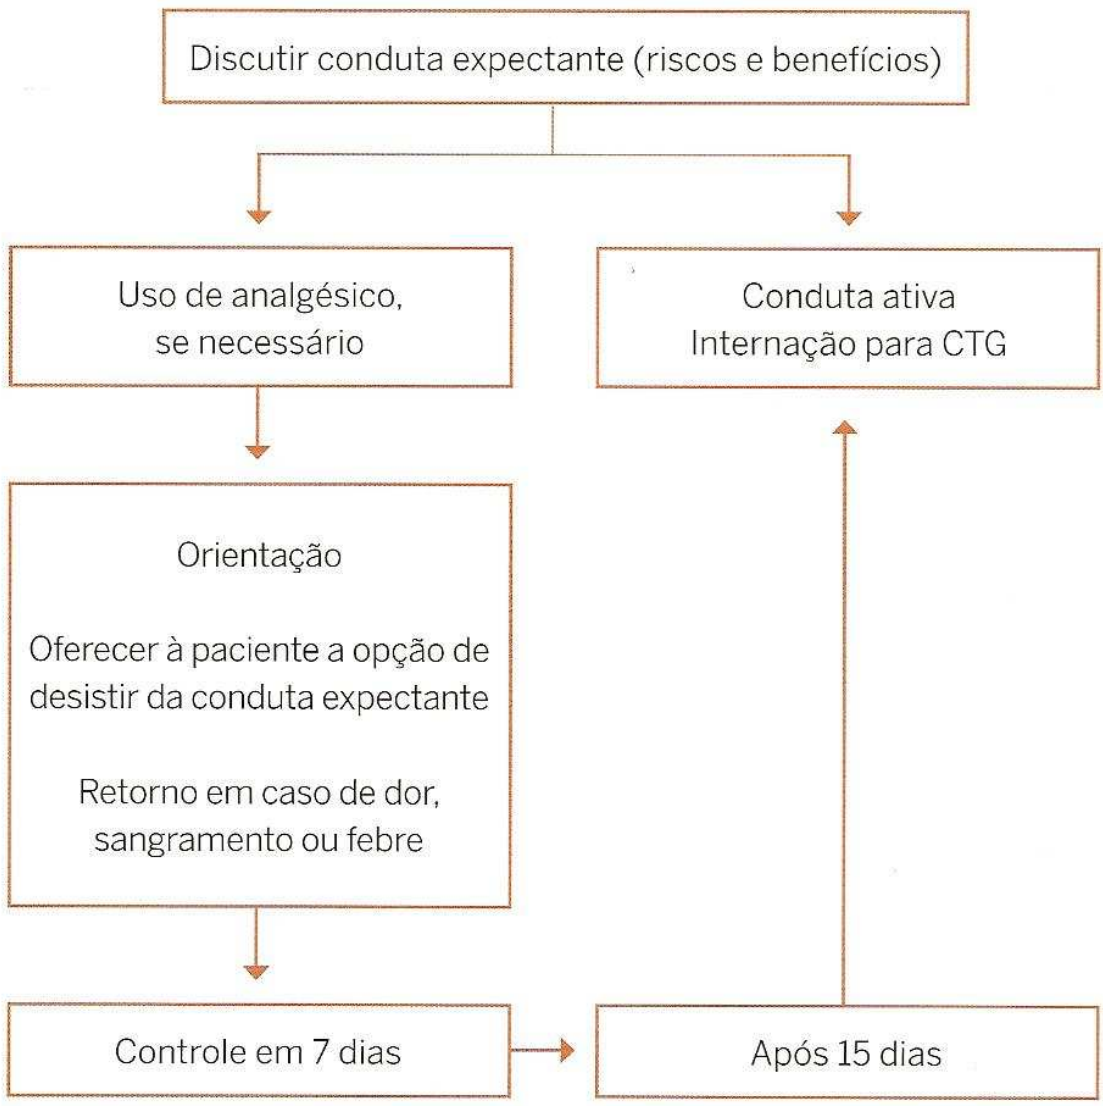 Discutir conduta expectante (riscos e benefícios)
Uso de analgésico,
se necessário
Conduta ativa
Internação para CTG
Orientação
Oferecer à paciente a opção de
desistir da conduta expectante
Retorno em caso de dor,
sangramento ou febre
Controle em 7 dias
Após 15 dias